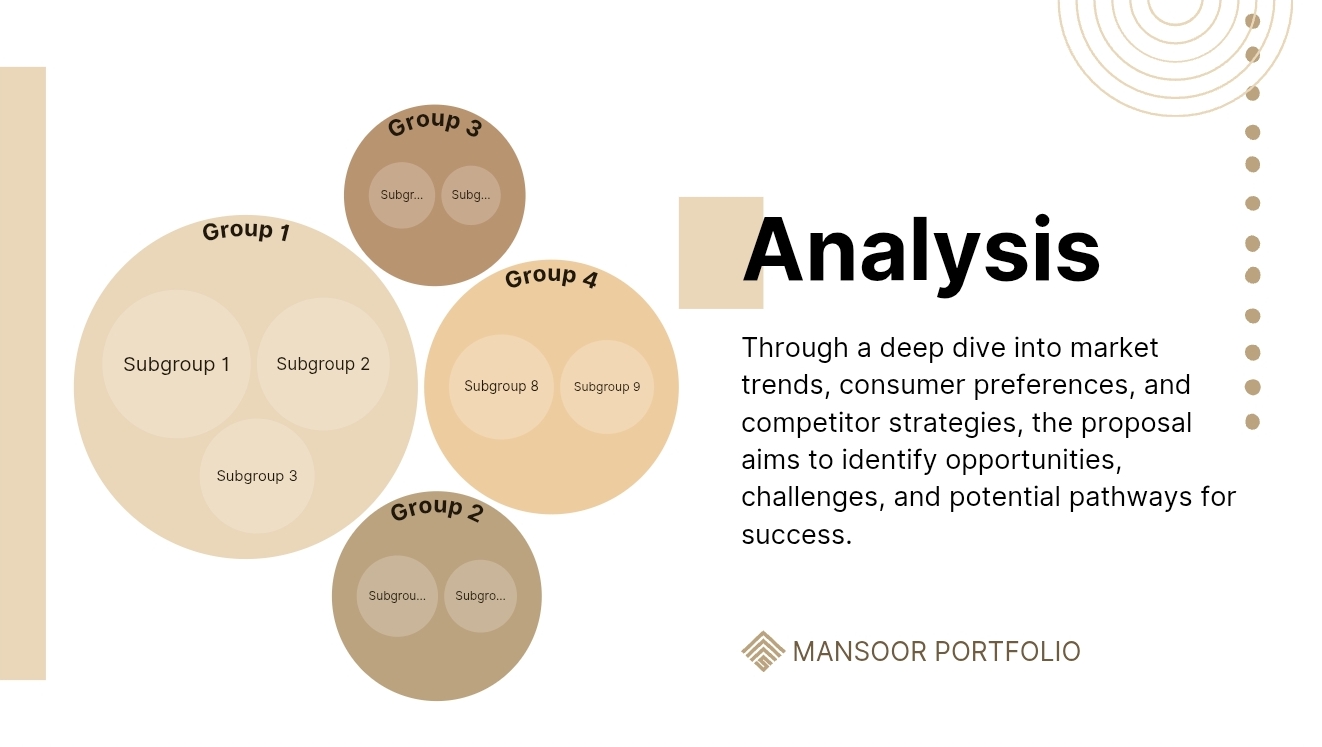 Group 3
Subgr...
Subg...
Group 1
Subgroup 1
Subgroup 2
Subgroup 3
Group 4
Subgroup 8
Subgroup 9
Group 2
Subgrou...
Subgro...
Analysis
Through a deep dive into market
trends, consumer preferences, and
competitor strategies, the proposal
aims to identify opportunities,
challenges, and potential pathways for
success.
MANSOOR PORTFOLIO